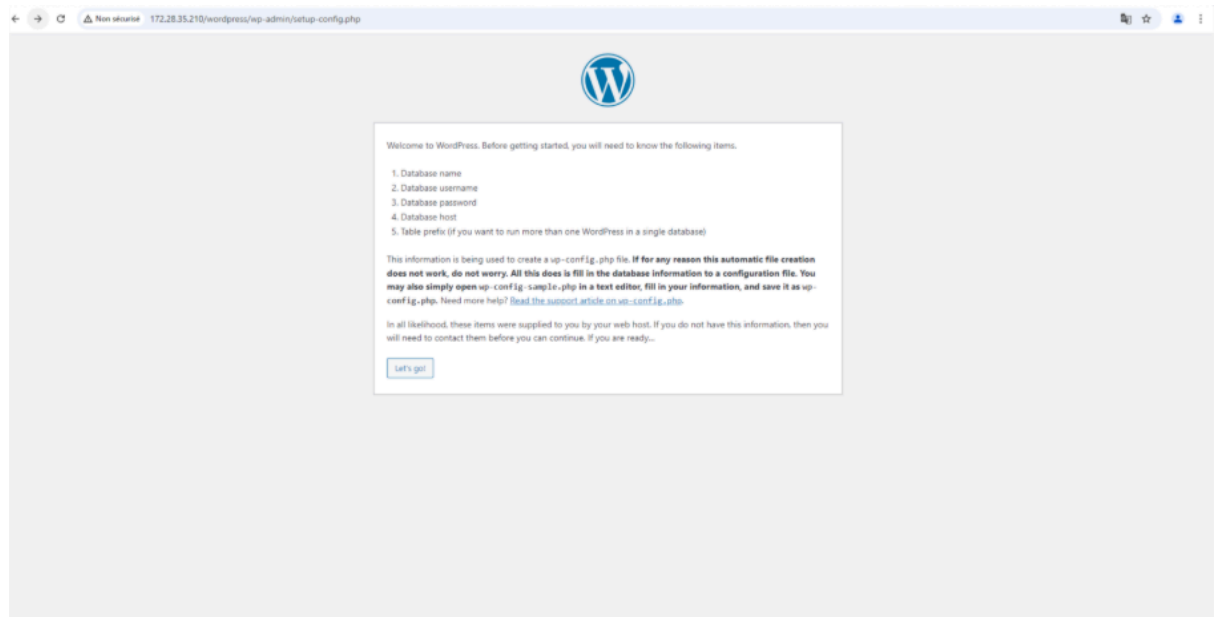 Non sécurisé 172.28.35.210/wordpress/wp-admin/setup-config.php
W
Welcome to WordPress. Before getting started, you will need to know the following items.
1. Database name
2. Database username
3. Database password
4. Database host
5. Table prefix (if you want to run more than one WordPress in a single database)
This information is being used to create a wp-config.php file. If for any reason this automatic file creation
does not work, do not worry. All this does is fill in the database information to a configuration file. You
may also simply open wp-config-sample.php in a text editor, fill in your information, and save it as wp-
config.php. Need more help? Read the support article on wp-config.php.
In all likelihood, these items were supplied to you by your web host. If you do not have this information, then you
will need to contact them before you can continue. If you are ready...
Let's go!